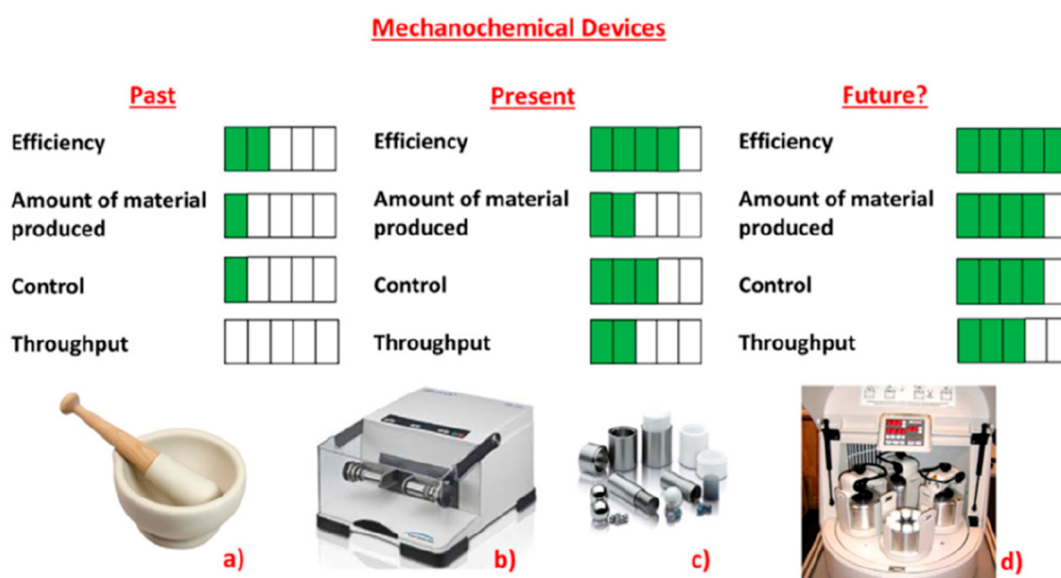 Mechanochemical Devices
Past
Present
Future?
Efficiency
Efficiency
Efficiency
Amount of material
produced
Amount of material
produced
Amount of material
produced
Control
Control
Control
Throughput
Throughput
Throughput
a)
b)
c)
d)